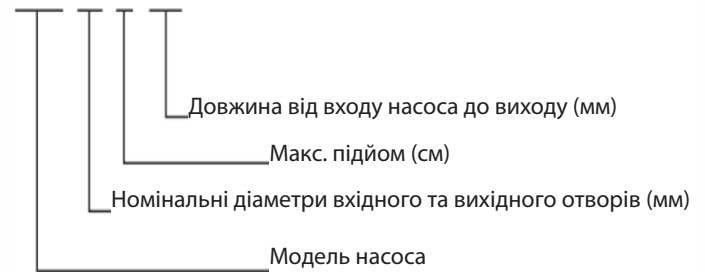 Довжина від входу насоса до виходу (мм)
Макс. підйом (см)
Номінальні діаметри вхідного та вихідного отворів (мм)
Модель насоса